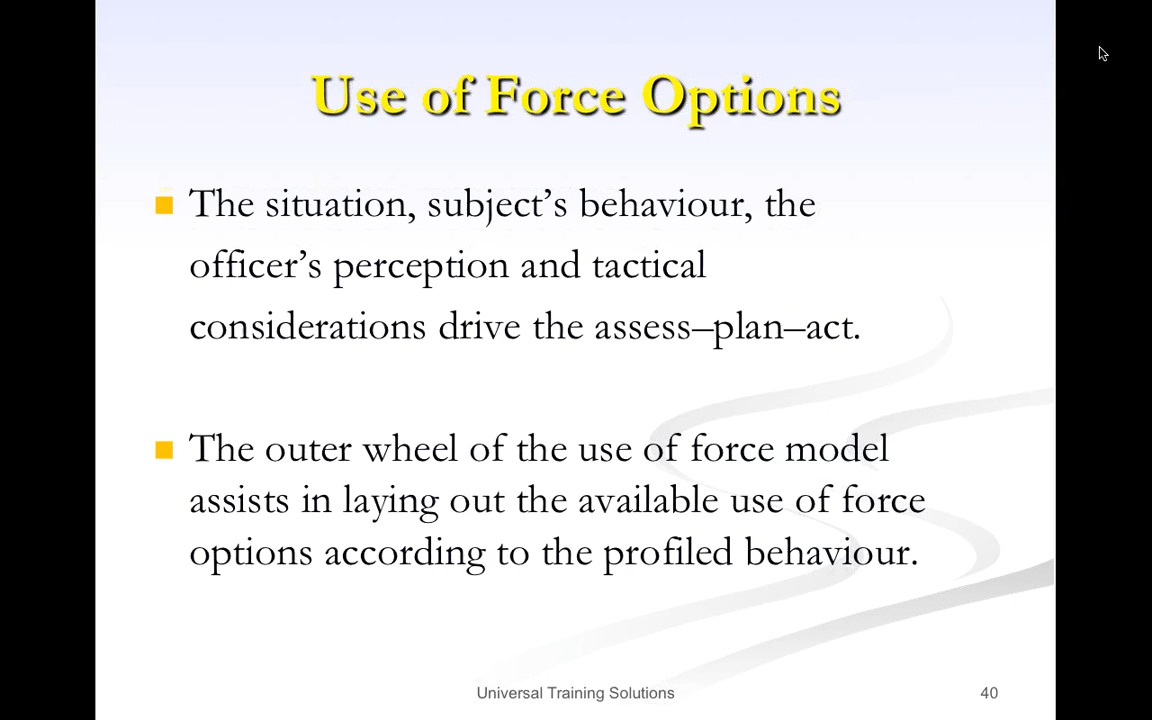 Use of Force Options
The situation, subject’s behaviour, the
officer’s perception and tactical
considerations drive the assess–plan–act.
The outer wheel of the use of force model
assists in laying out the available use of force
options according to the profiled behaviour.
Universal Training Solutions
40